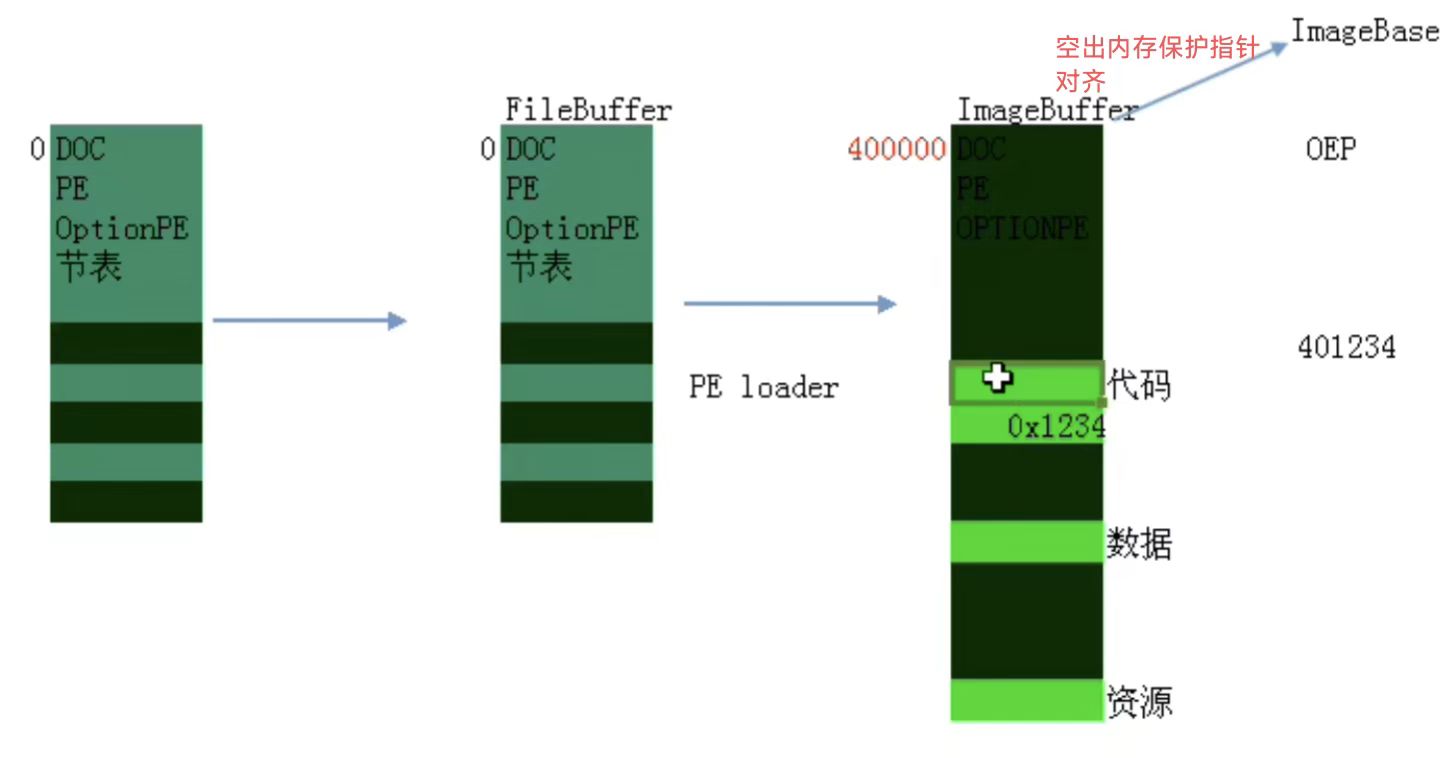 ImageBase
空出内存保护指针
对齐
FileBuffer
ImageBuffer
0 DOC
PE
OptionPE
节表
0 DOC
PE
OptionPE
节表
PE loader
400000 DOC
PE
OPTIONPE
OEP
401234
代码
0x1234
数据
资源